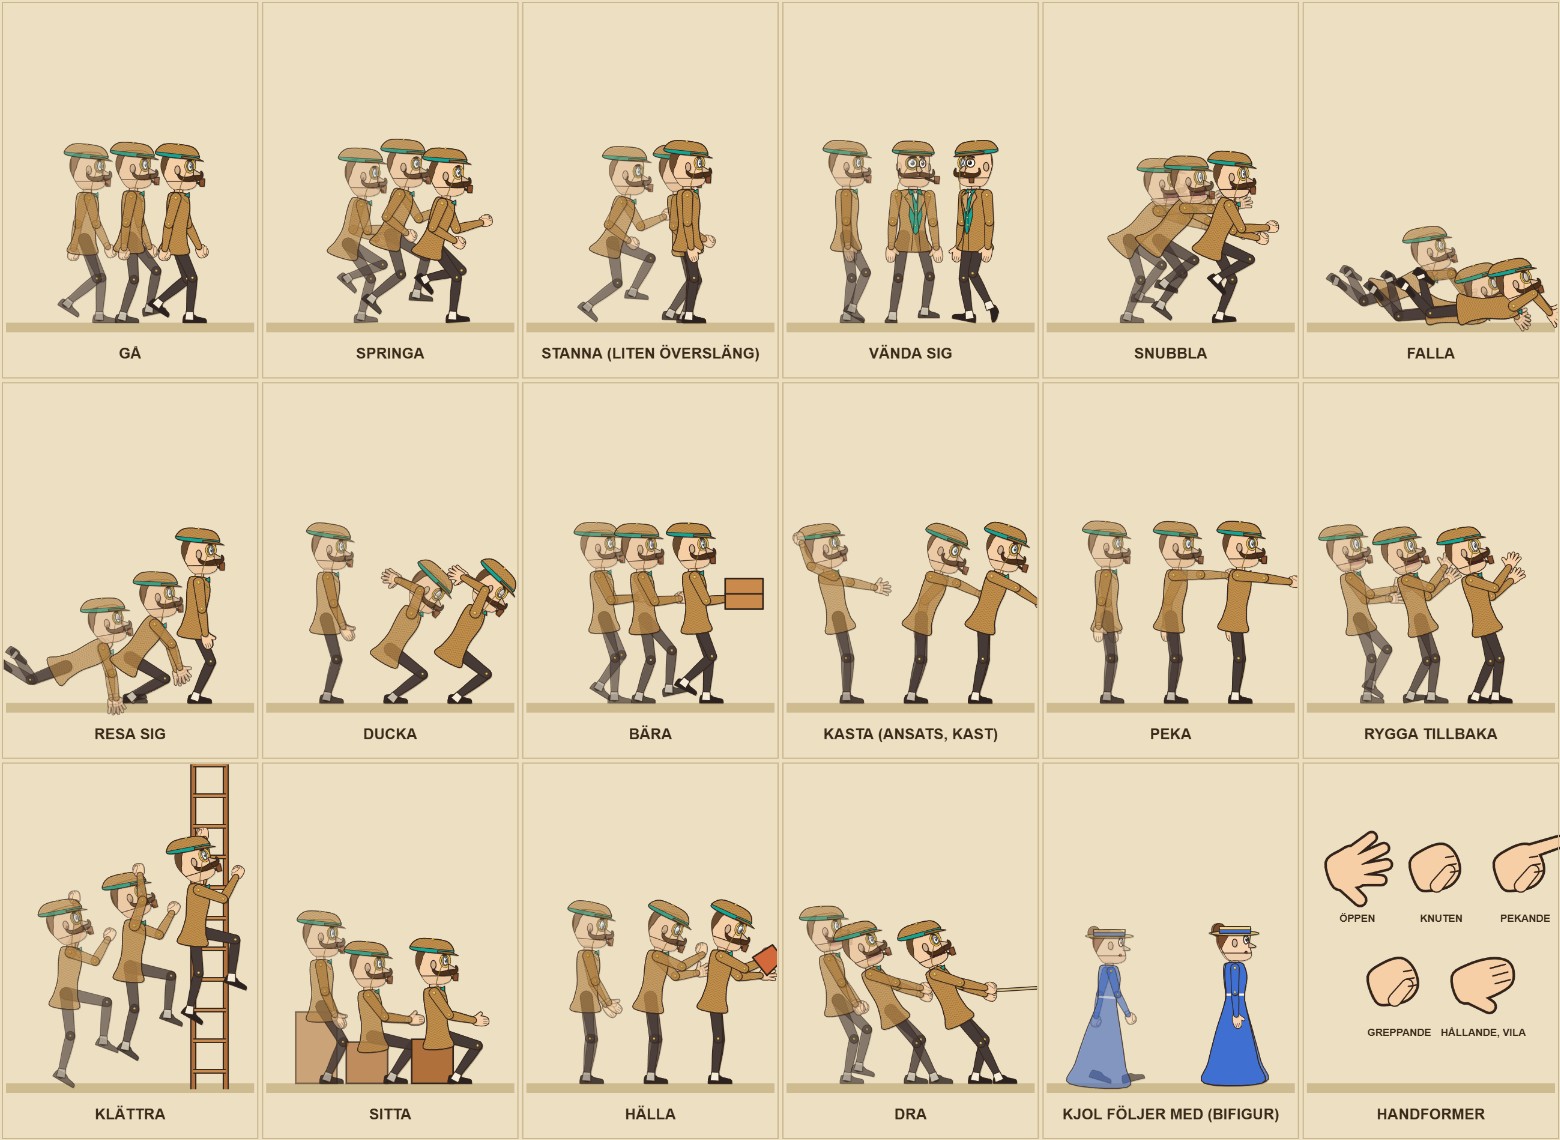 GÅ
SPRINGA
STANNA (LITEN ÖVERSLÄNG)
VÄNDA SIG
SNUBBLA
FALLA
RESA SIG
DUCKA
BÄRA
KASTA (ANSATS, KAST)
PEKA
RYGGA TILLBAKA
ÖPPEN
KNUTEN
PEKANDE
GREPPANDE
HÅLLANDE, VILA
KLÄTTRA
SITTA
HÄLLA
DRA
KJOL FÖLJER MED (BIFIGUR)
HANDFORMER